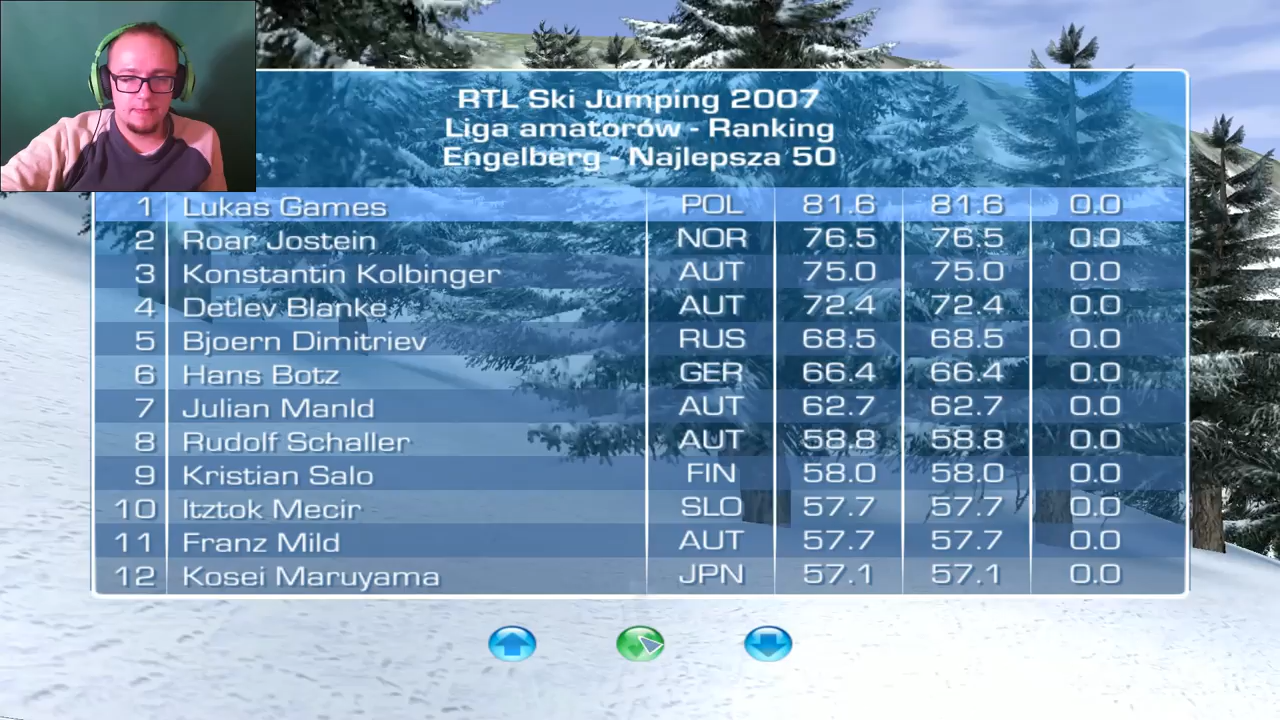 RTL Ski Jumping 2007
Liga amatorów - Ranking
Engelberg - Najlepsza 50
1 Lukas Games POL 81.6 81.6 0.0
2 Roar Jostein NOR 76.5 76.5 0.0
3 Konstantin Kolbinger AUT 75.0 75.0 0.0
4 Detlev Blanke AUT 72.4 72.4 0.0
5 Bjoern Dimitriev RUS 68.5 68.5 0.0
6 Hans Botz GER 66.4 66.4 0.0
7 Julian Manld AUT 62.7 62.7 0.0
8 Rudolf Schaller AUT 58.8 58.8 0.0
9 Kristian Salo FIN 58.0 58.0 0.0
10 Itztok Mecir SLO 57.7 57.7 0.0
11 Franz Mild AUT 57.7 57.7 0.0
12 Kosei Maruyama JPN 57.1 57.1 0.0